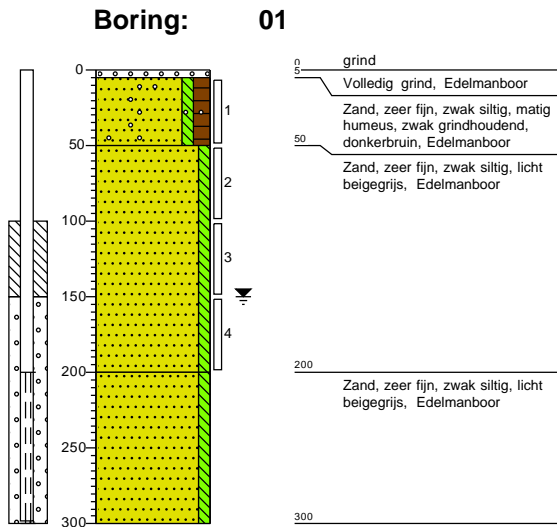 Boring: 01
0
50
100
150
200
250
300
1
2
3
4
0
grind
5
Volledig grind, Edelmanboor
Zand, zeer fijn, zwak siltig, matig
humeus, zwak grindhoudend,
donkerbruin, Edelmanboor
50
Zand, zeer fijn, zwak siltig, licht
beigegrijs, Edelmanboor
200
Zand, zeer fijn, zwak siltig, licht
beigegrijs, Edelmanboor
300